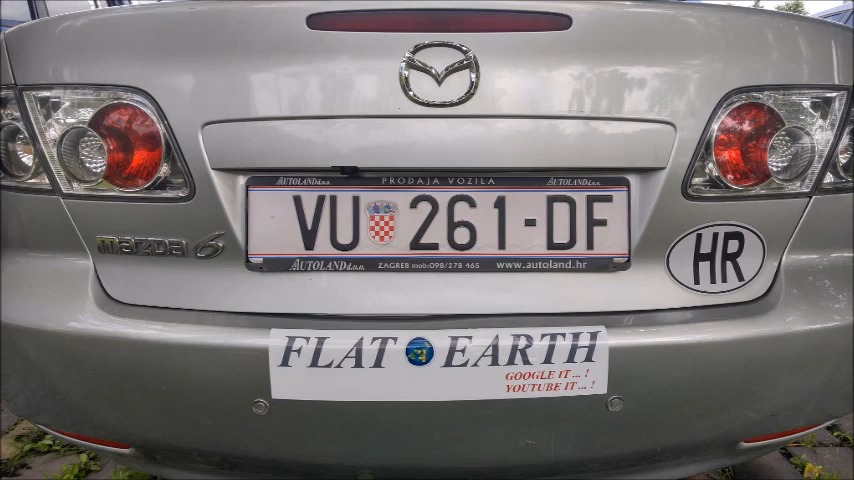 AUTOLAND d.o.o. PRODAJA VOZILA AUTOLAND d.o.o.
VU 261-DF
AUTOLAND d.o.o. ZAGREB mob:098/278 465 www.autoland.hr
mazda 6
HR
FLAT EARTH
GOOGLE IT ... !
YOUTUBE IT ... !